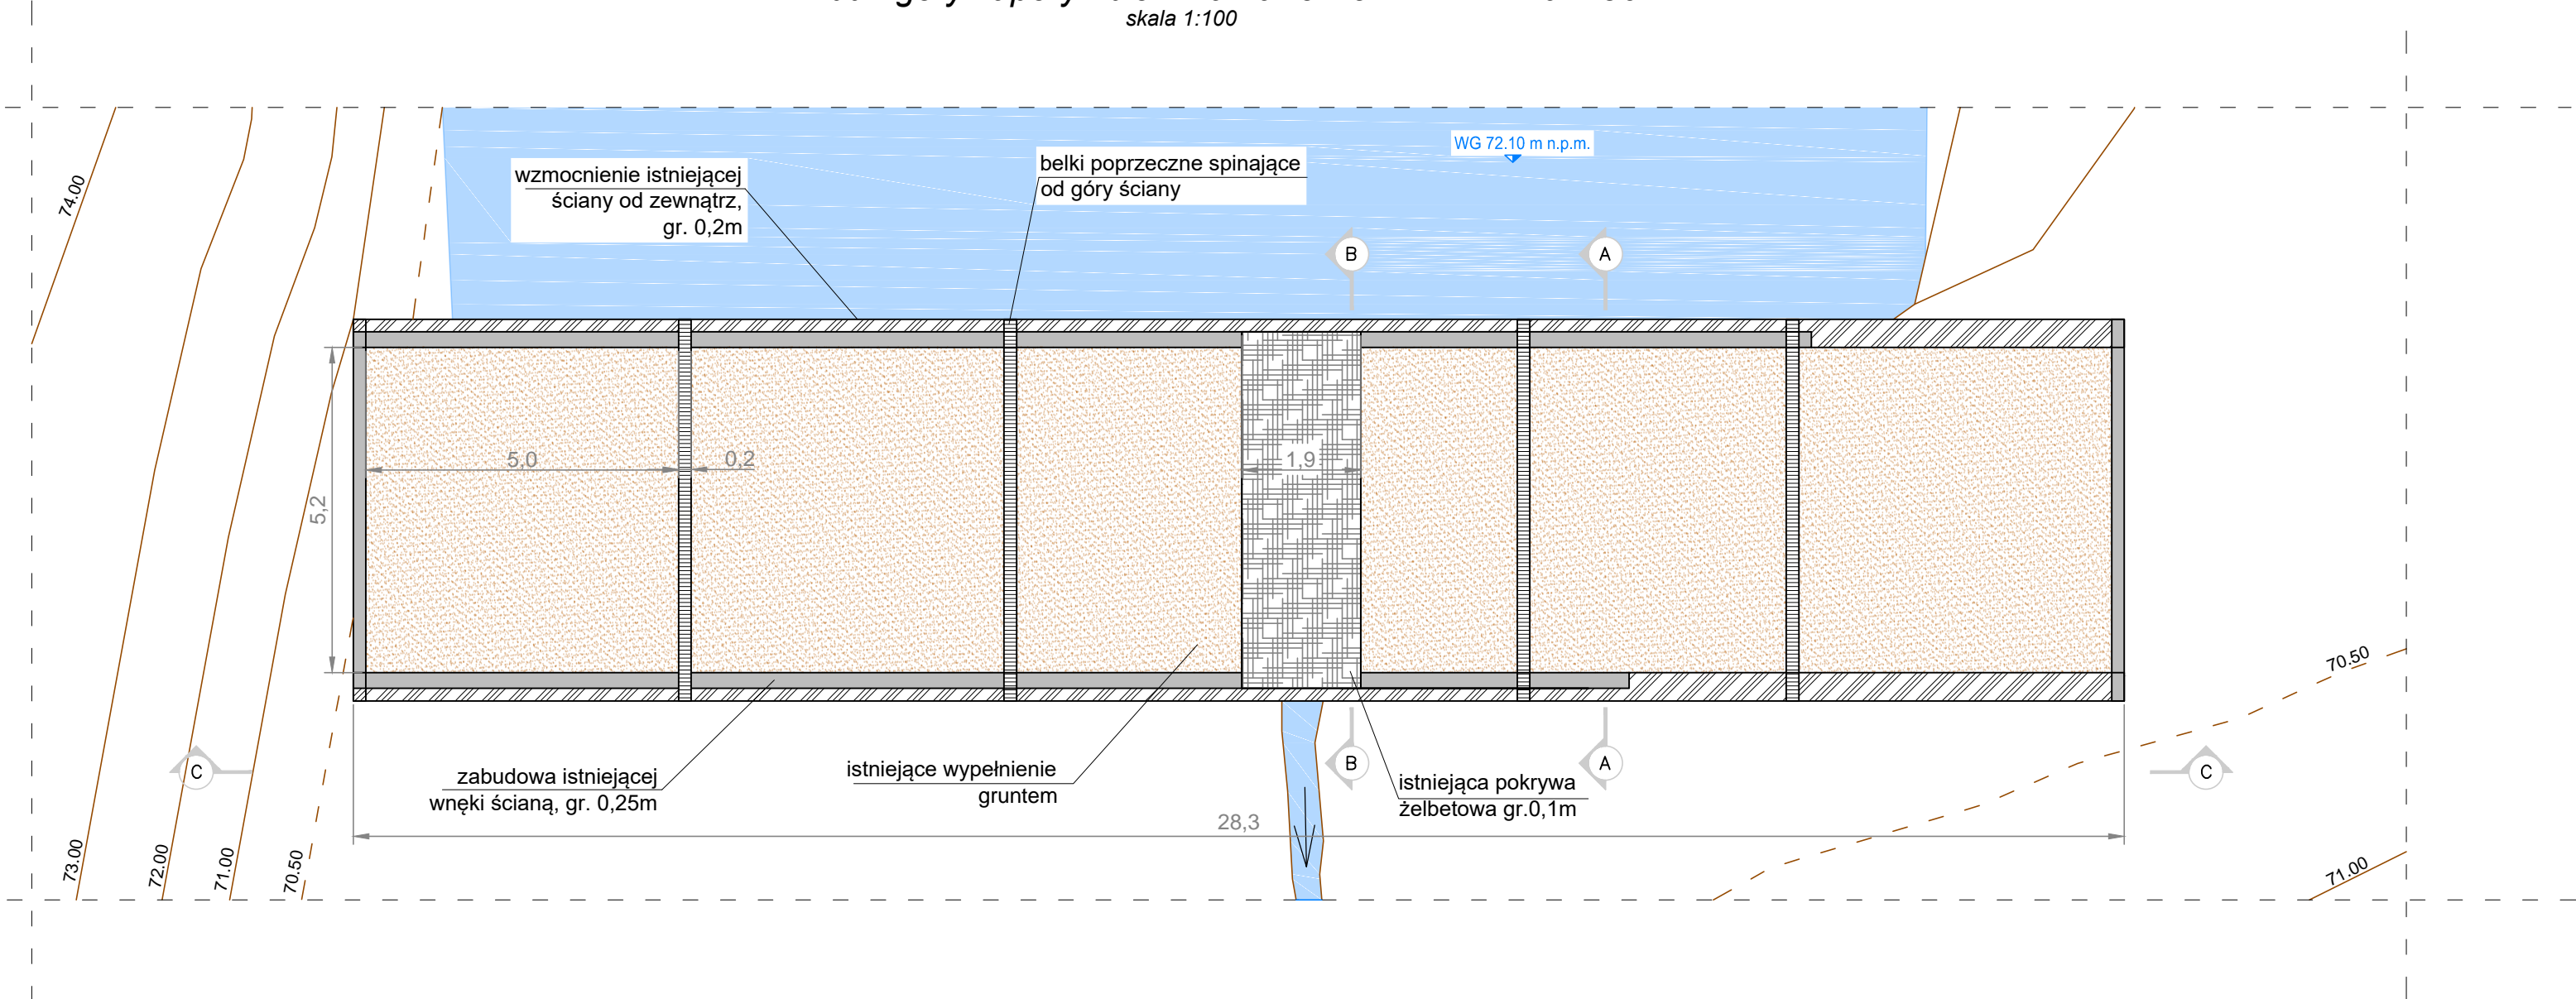 skala 1:100
WG 72.10 m n.p.m.
wzmocnienie istniejącej
ściany od zewnątrz,
gr. 0,2m
belki poprzeczne spinające
od góry ściany
74.00
B
A
5,0
0,2
1,9
5,2
70.50
zabudowa istniejącej
wnęki ścianą, gr. 0,25m
istniejące wypełnienie
gruntem
istniejąca pokrywa
żelbetowa gr.0,1m
C
B
A
C
28,3
73.00
72.00
71.00
70.50
71.00